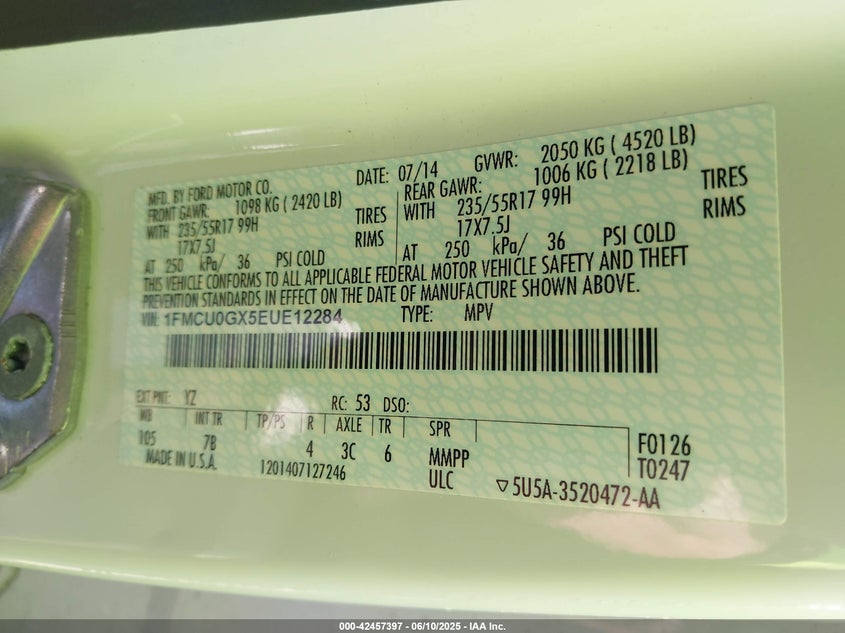 MFD. BY FORD MOTOR CO.
DATE: 07/14 GVWR: 2050 KG ( 4520 LB)
FRONT GAWR: 1098 KG ( 2420 LB)
REAR GAWR: 1006 KG ( 2218 LB)
WITH 235/55R17 99H TIRES
WITH 235/55R17 99H TIRES
17X7.5J RIMS
17X7.5J RIMS
AT 250 kPa/ 36 PSI COLD
AT 250 kPa/ 36 PSI COLD
THIS VEHICLE CONFORMS TO ALL APPLICABLE FEDERAL MOTOR VEHICLE SAFETY AND THEFT
PREVENTION STANDARDS IN EFFECT ON THE DATE OF MANUFACTURE SHOWN ABOVE.
VIN: 1FMCU0GX5EUE12284 TYPE: MPV
EXT PNT: YZ RC: 53 DSO:
WB INT TR TP/PS R AXLE TR SPR
105 7B 4 3C 6 MMPP F0126
MADE IN U.S.A. 1201407127246 ULC T0247
▽5U5A-3520472-AA
000-42457397 - 06/10/2025 - IAA Inc.